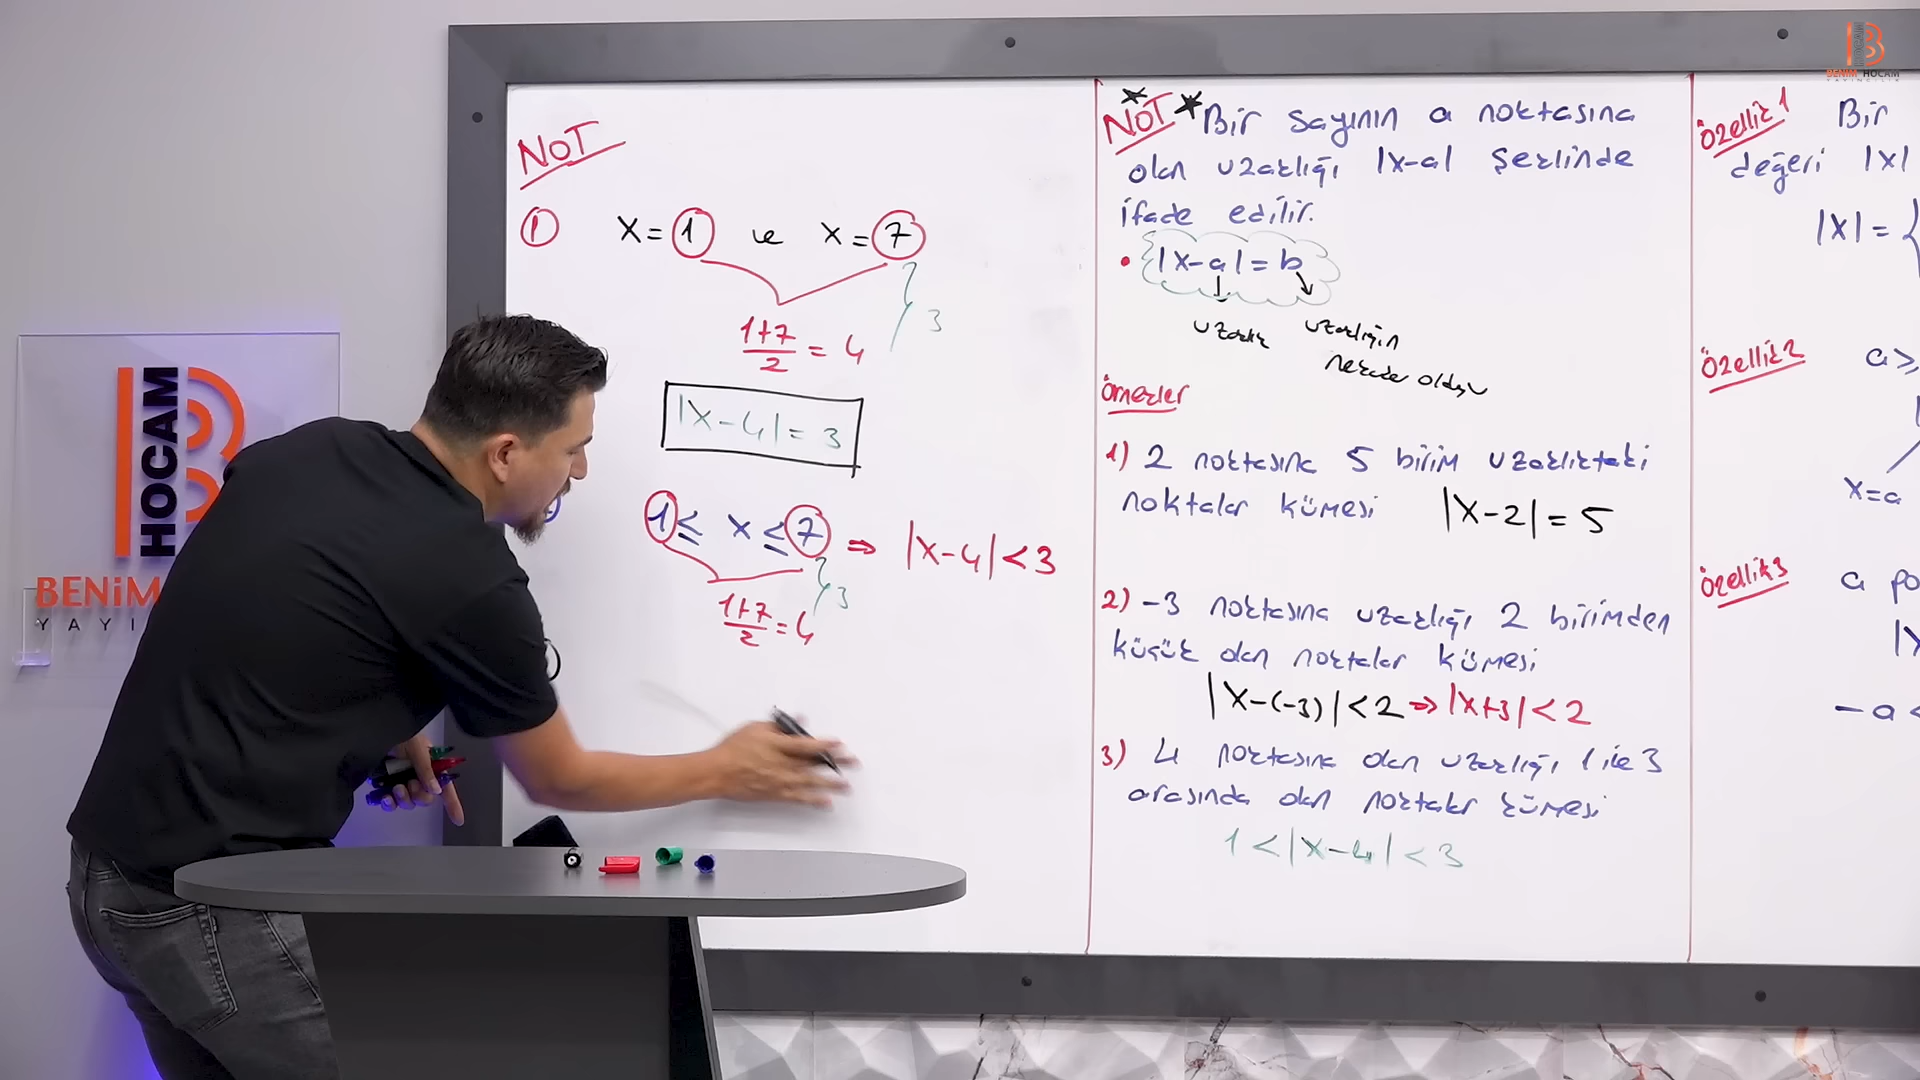 BENİM HOCAM
YAYINCILIK
HOCAM
BENİM
YAYI
NOT
1
x = 1 ve x = 7
3
1+7/2 = 4
|x-4| = 3
1 ≤ x ≤ 7 ⇒ |x-4| < 3
3
1+7/2 = 4
NOT * * Bir sayının a noktasına
olan uzaklığı |x-a| şeklinde
ifade edilir.
• |x-a| = b
uzaklığın
nerede
Örnekler
1) 2 noktasına 5 birim uzaklıktaki
noktalar kümesi |x-2| = 5
2) -3 noktasına uzaklığı 2 birimden
küçük olan noktalar kümesi
|x-(-3)| < 2 ⇒ |x+3| < 2
3) 4 noktasına olan uzaklığı 1 ile 3
arasında olan noktalar kümesi
1 < |x-4| < 3
Özellik 1 Bir
değeri |x|
|x| = {
Özellik 2 a ≥
x=a
Özellik 3 a po
|x
-a <